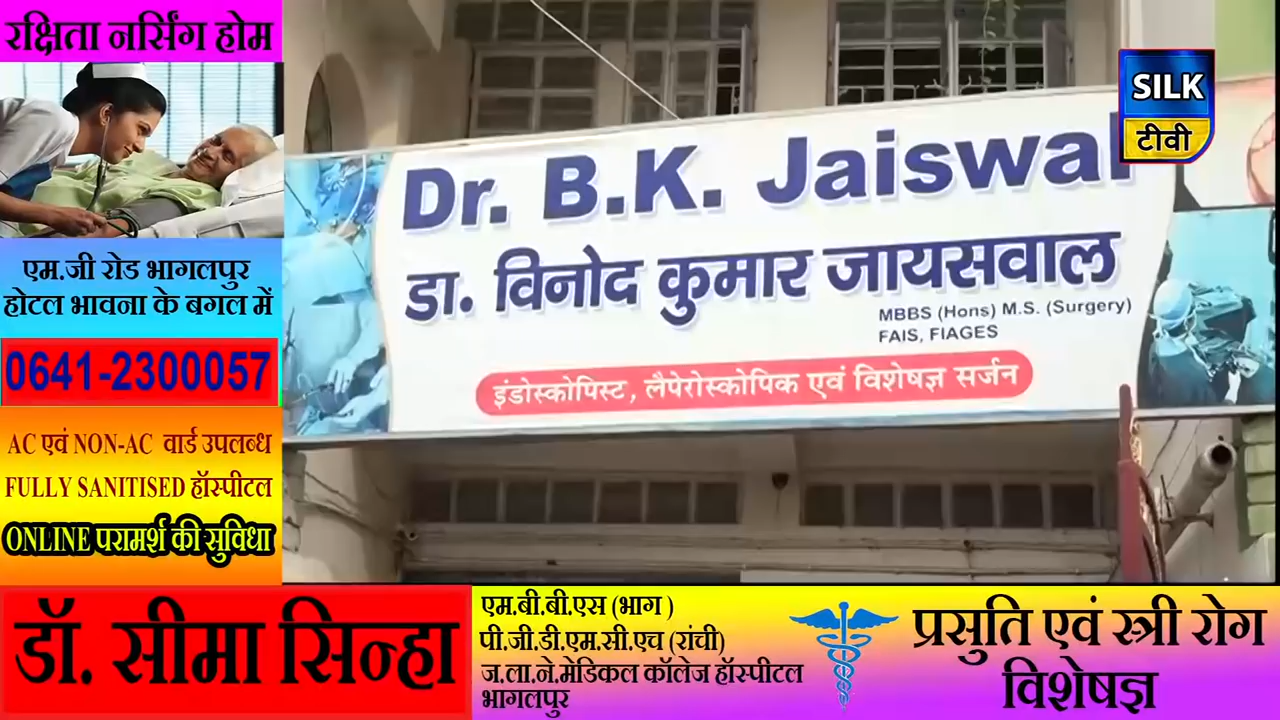 रक्षिता नर्सिंग होम
एम.जी रोड भागलपुर
होटल भावना के बगल में
0641-2300057
AC एवं NON-AC वार्ड उपलब्ध
FULLY SANITISED हॉस्पीटल
ONLINE परामर्श की सुविधा
SILK
टीवी
Dr. B.K. Jaiswal
डा. विनोद कुमार जायसवाल
MBBS (Hons) M.S. (Surgery)
FAIS, FIAGES
इंडोस्कोपिस्ट, लैपेरोस्कोपिक एवं विशेषज्ञ सर्जन
डॉ. सीमा सिन्हा
एम.बी.बी.एस (भाग )
पी.जी.डी.एम.सी.एच (रांची)
ज.ला.ने.मेडिकल कॉलेज हॉस्पीटल
भागलपुर
प्रसुति एवं स्त्री रोग
विशेषज्ञ